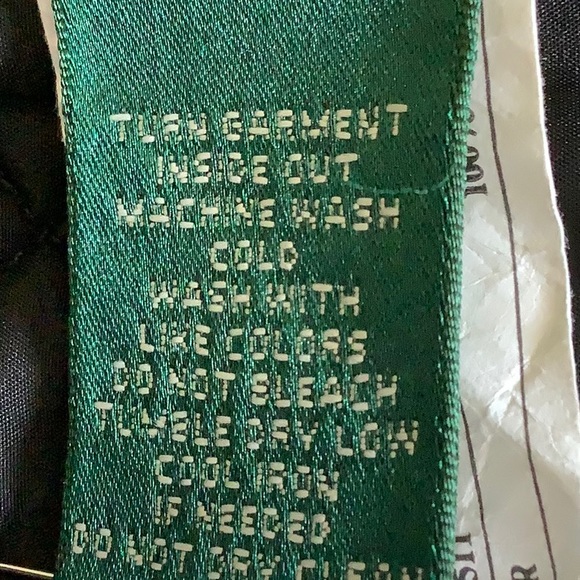 TURN GARMENT
INSIDE OUT
MACHINE WASH
COLD
WASH WITH
LIKE COLORS
DO NOT BLEACH
TUMBLE DRY LOW
COOL IRON
IF NEEDED
DO NOT DRY CLEAN
100%